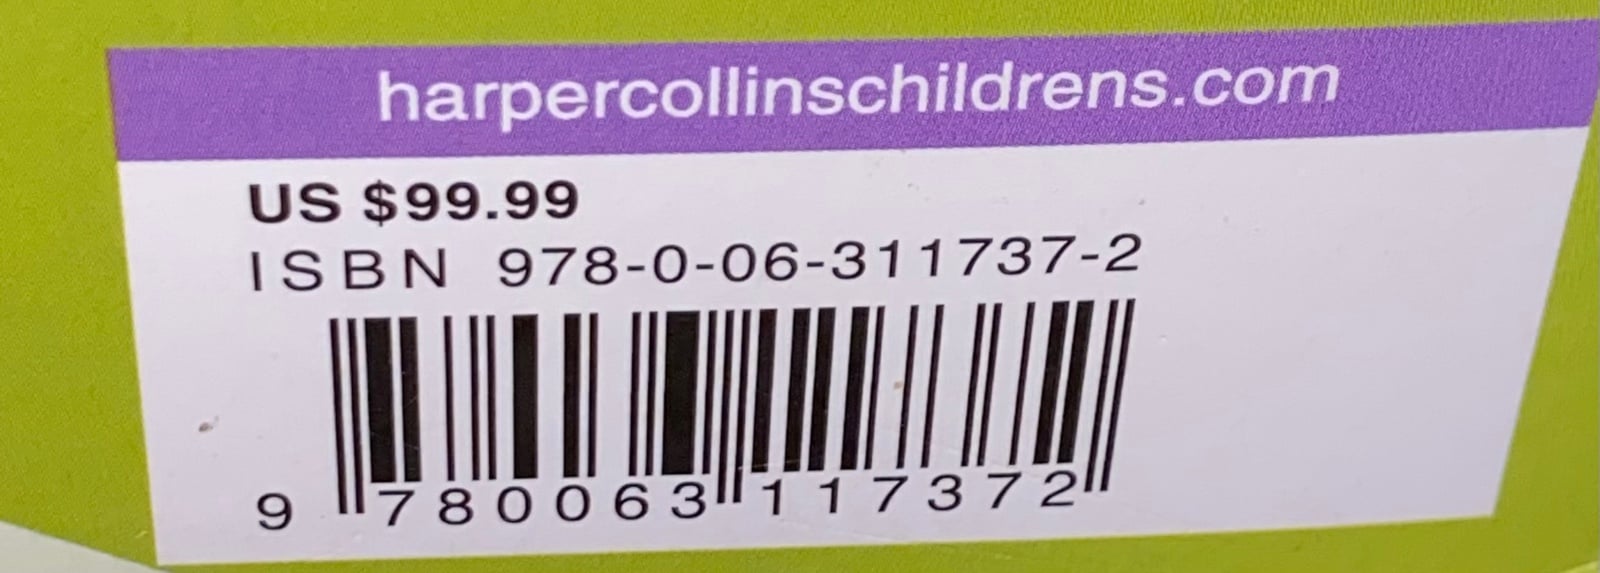 harpercollinschildrens.com
US $99.99
ISBN 978-0-06-311737-2
9 780063 117372